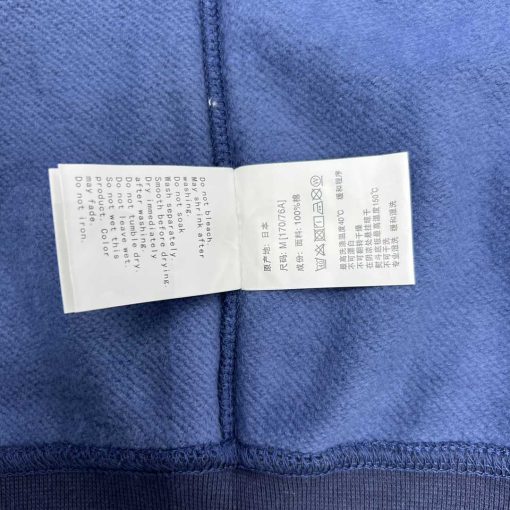 Do not bleach.
May shrink after
washing.
Do not soak
Wash separately.
Smooth before drying
Dry immediately
after washing.
Do not tumble dry.
Do not leave wet.
So not wet this
product. Color
may fade.
Do not iron.
原产地: 日本
尺码: M [170/76A]
成份: 面料: 100%棉
缓和程序
最高洗涤温度40℃
不可漂白
不可翻转干燥
在阴凉处悬挂晾干
熨斗底板最高温度150℃
不可干洗
专业湿洗 缓和湿洗